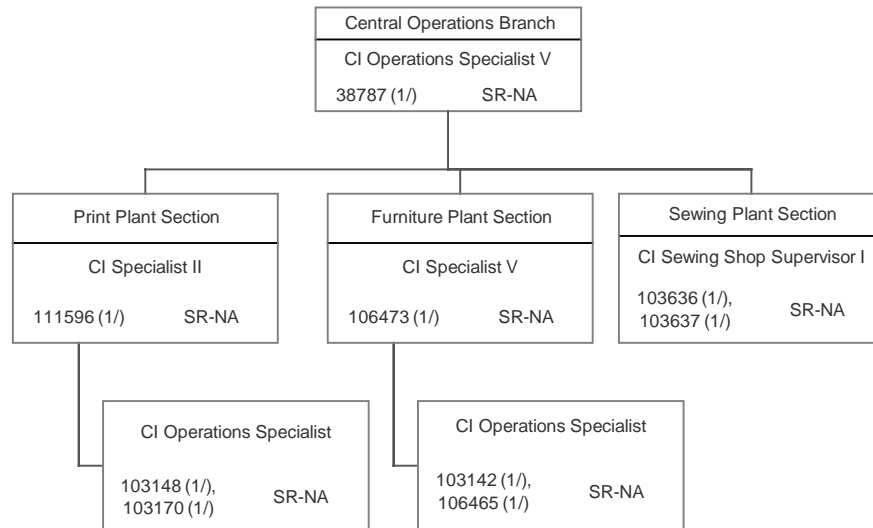 Central Operations Branch
CI Operations Specialist V
38787 (1/) SR-NA
Print Plant Section
CI Specialist II
111596 (1/) SR-NA
Furniture Plant Section
CI Specialist V
106473 (1/) SR-NA
Sewing Plant Section
CI Sewing Shop Supervisor I
103636 (1/),
103637 (1/)
SR-NA
CI Operations Specialist
103148 (1/),
103170 (1/)
SR-NA
CI Operations Specialist
103142 (1/),
106465 (1/)
SR-NA